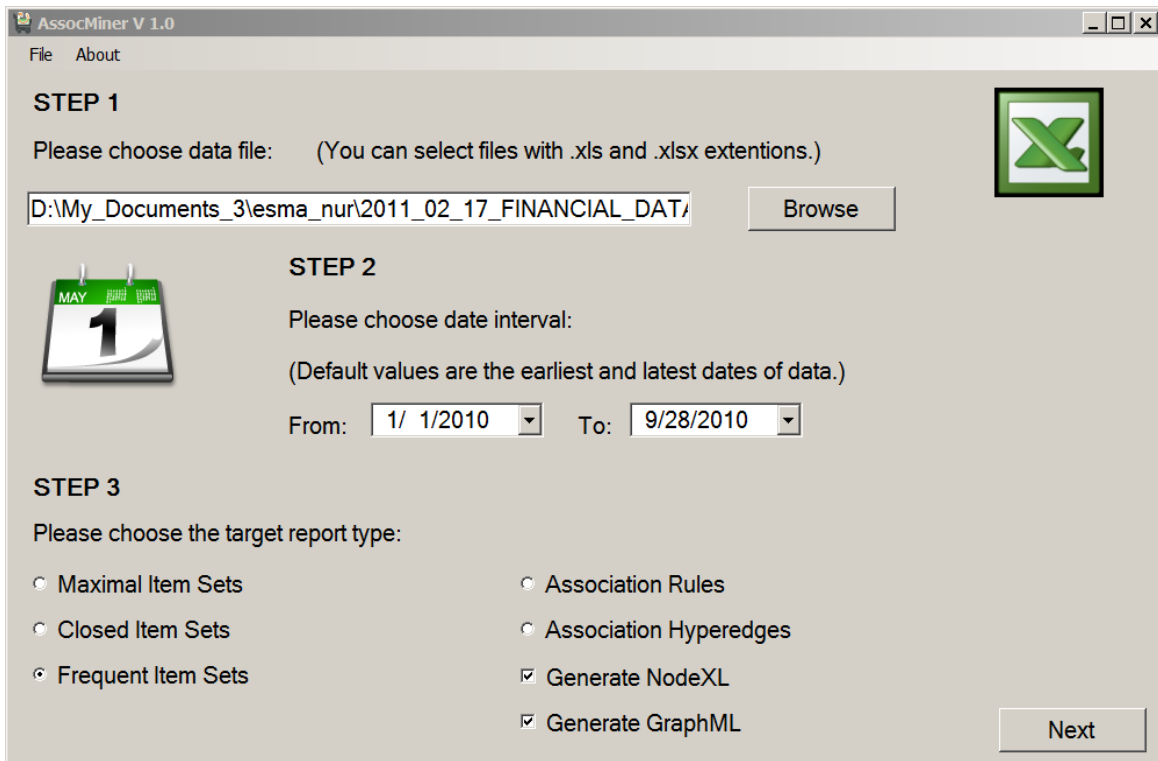 AssocMiner V 1.0
File About
STEP 1
Please choose data file: (You can select files with .xls and .xlsx extentions.)
D:\My_Documents_3\esma_nur\2011_02_17_FINANCIAL_DATA
Browse
STEP 2
MAY
1
Please choose date interval:
(Default values are the earliest and latest dates of data.)
From: 1/ 1/2010 To: 9/28/2010
STEP 3
Please choose the target report type:
Maximal Item Sets
Association Rules
Closed Item Sets
Association Hyperedges
Frequent Item Sets
Generate NodeXL
Generate GraphML
Next